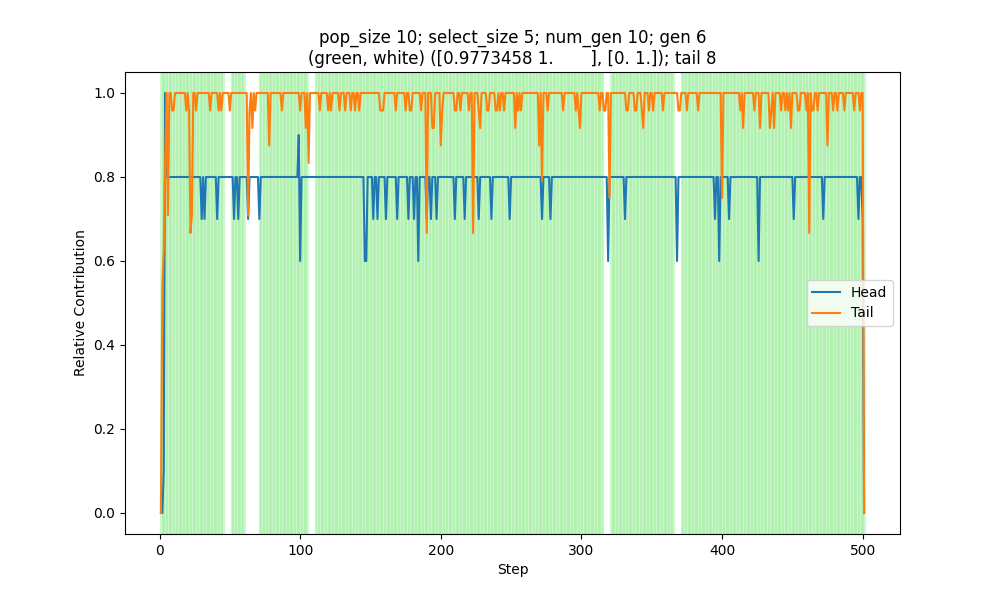 pop_size 10; select_size 5; num_gen 10; gen 6
(green, white) ([0.9773458 1.        ], [0. 1.]); tail 8
1.0
0.8
0.6
0.4
0.2
0.0
Relative Contribution
Head
Tail
0
100
200
300
400
500
Step